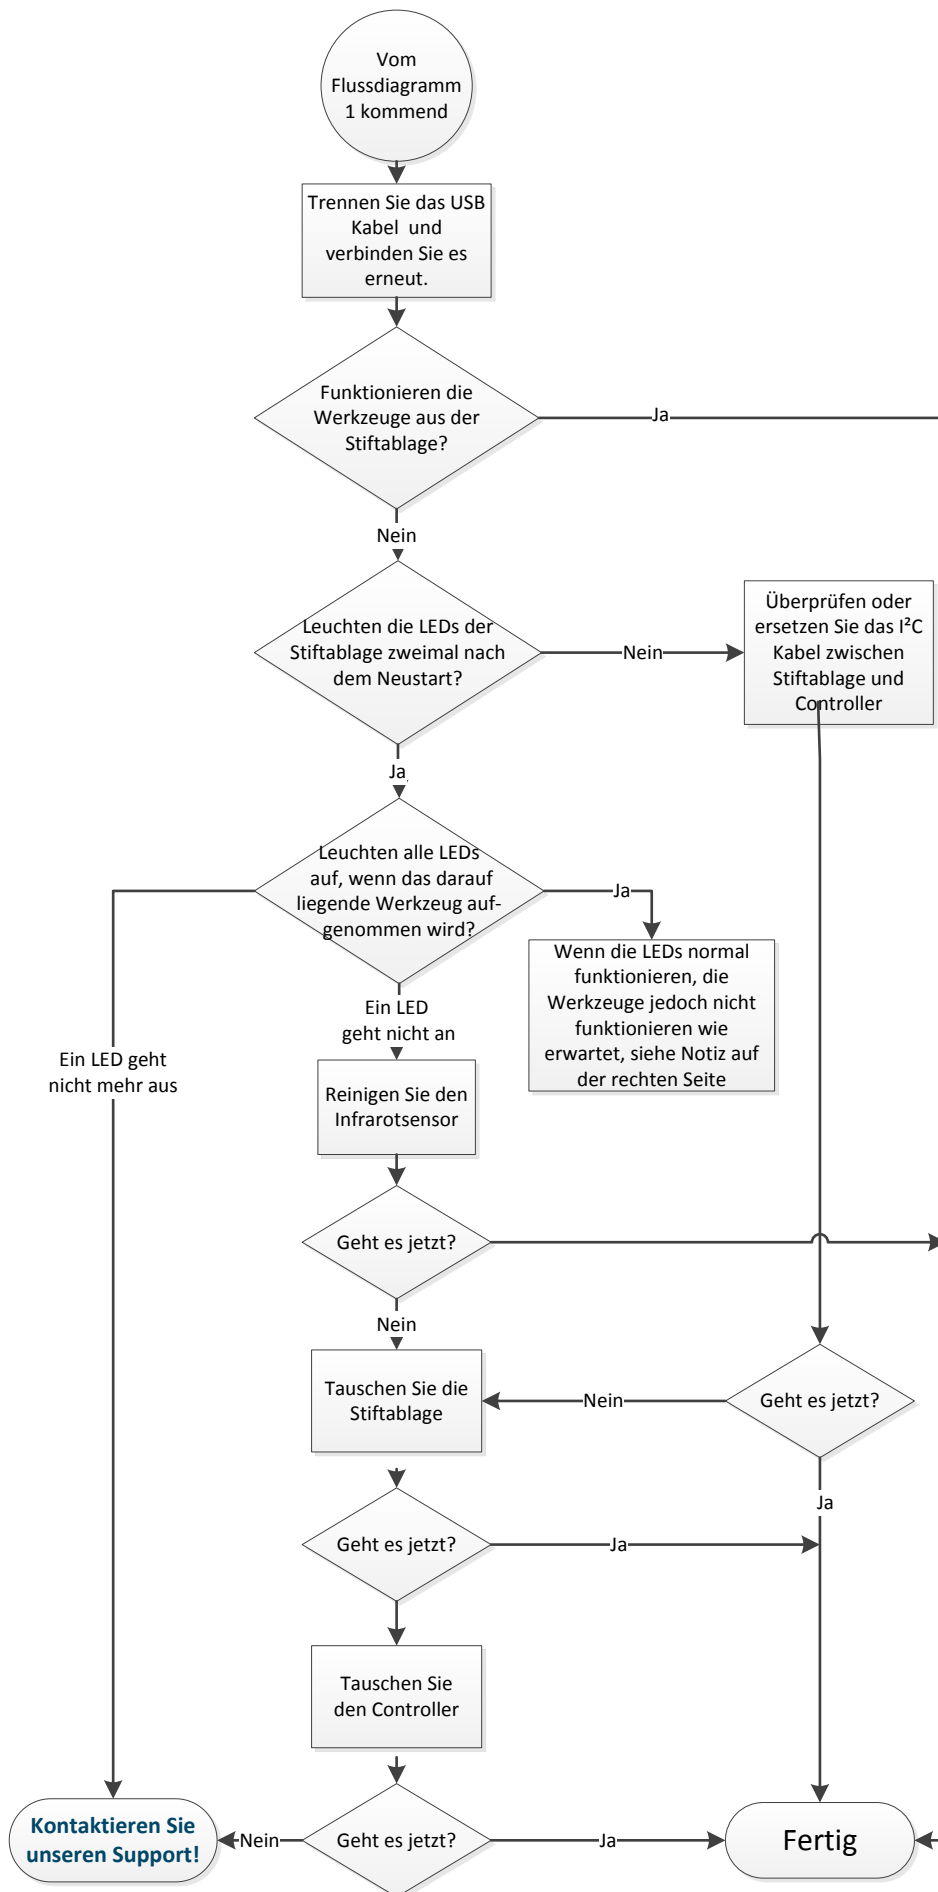 Vom
Flussdiagramm
1 kommend
Trennen Sie das USB
Kabel und
verbinden Sie es
erneut.
Funktionieren die
Werkzeuge aus der
Stiftablage?
Ja
Nein
Leuchten die LEDs der
Stiftablage zweimal nach
dem Neustart?
Nein
Überprüfen oder
ersetzen Sie das I²C
Kabel zwischen
Stiftablage und
Controller
Ja
Leuchten alle LEDs
auf, wenn das darauf
liegende Werkzeug auf-
genommen wird?
Ja
Wenn die LEDs normal
funktionieren, die
Werkzeuge jedoch nicht
funktionieren wie
erwartet, siehe Notiz auf
der rechten Seite
Ein LED
geht nicht an
Ein LED geht
nicht mehr aus
Reinigen Sie den
Infrarotsensor
Geht es jetzt?
Nein
Tauschen Sie die
Stiftablage
Nein
Geht es jetzt?
Ja
Geht es jetzt?
Ja
Tauschen Sie
den Controller
Kontaktieren Sie
unseren Support!
Nein
Geht es jetzt?
Ja
Fertig